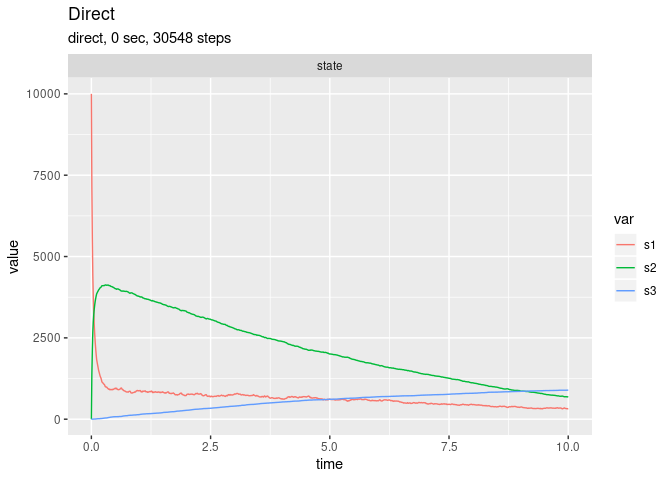 Direct
direct, 0 sec, 30548 steps
state
10000
7500
5000
2500
0
value
0.0 2.5 5.0 7.5 10.0
time
var
s1
s2
s3